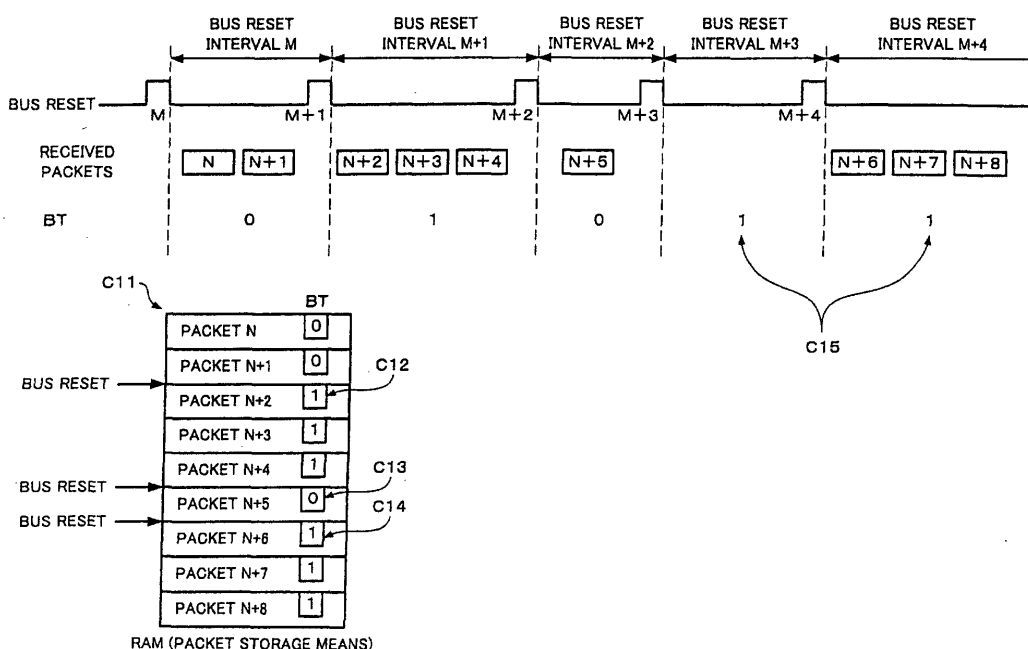 BUS RESET INTERVAL M
BUS RESET INTERVAL M+1
BUS RESET INTERVAL M+2
BUS RESET INTERVAL M+3
BUS RESET INTERVAL M+4
BUS RESET
M
M+1
M+2
M+3
M+4
RECEIVED PACKETS
N
N+1
N+2
N+3
N+4
N+5
N+6
N+7
N+8
BT
0
1
0
1
1
C15
C11
BT
PACKET N 0
PACKET N+1 0
C12
BUS RESET
PACKET N+2 1
PACKET N+3 1
PACKET N+4 1
C13
BUS RESET
PACKET N+5 0
C14
BUS RESET
PACKET N+6 1
PACKET N+7 1
PACKET N+8 1
RAM (PACKET STORAGE MEANS)